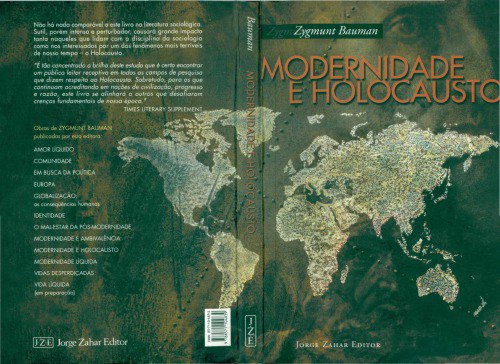 Não há nada comparável a este livro na literatura sociológica.
Sutil, porém intenso e perturbador, causará grande impacto
tanto naqueles que lidam com a disciplina da sociologia
como nos interessados por um dos fenômenos mais terríveis
de nosso tempo – o Holocausto.
"É tão concentrado o brilho deste estudo que é certo encontrar
um público leitor receptivo em todos os campos de pesquisa
que dizem respeito ao Holocausto. Sobretudo, para os que
continuam acreditando em noções de civilização, progresso
e razão, este livro se alinhará a outros que desafiaram
crenças fundamentais de nossa época."
TIMES LITERARY SUPPLEMENT
Obras de ZYGMUNT BAUMAN
publicadas por esta editora:
AMOR LÍQUIDO
COMUNIDADE
EM BUSCA DA POLÍTICA
EUROPA
GLOBALIZAÇÃO
as conseqüências humanas
IDENTIDADE
O MAL-ESTAR DA PÓS-MODERNIDADE
MODERNIDADE E AMBIVALÊNCIA
MODERNIDADE E HOLOCAUSTO
MODERNIDADE LÍQUIDA
VIDAS DESPERDIÇADAS
VIDA LÍQUIDA
(em preparação)
JZE Jorge Zahar Editor
Bauman
MODERNIDADE E HOLOCAUSTO
JZE
Zygmunt Bauman
MODERNIDADE
E HOLOCAUSTO
JORGE ZAHAR EDITOR